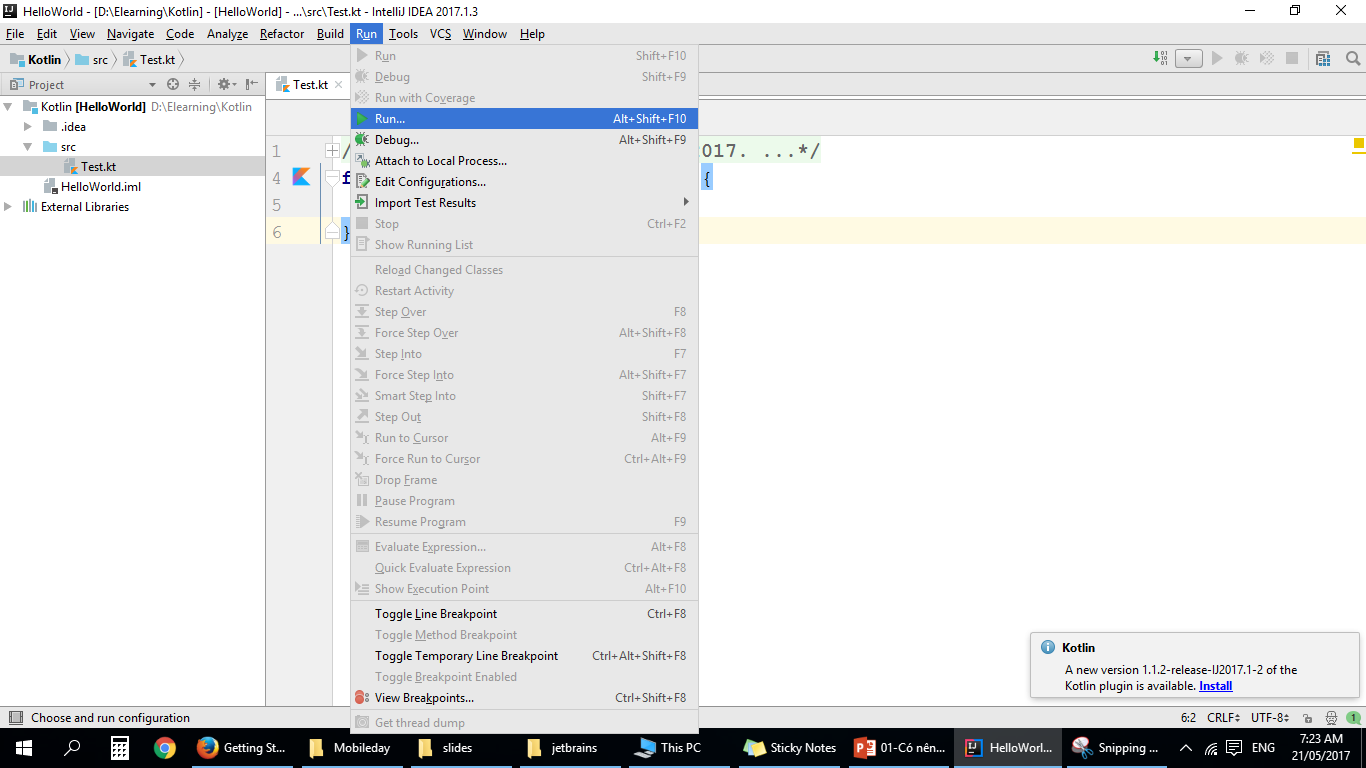 HelloWorld - [D:\Elearning\Kotlin] - [HelloWorld] - ...\src\Test.kt - IntelliJ IDEA 2017.1.3
File Edit View Navigate Code Analyze Refactor Build Run Tools VCS Window Help
Kotlin src Test.kt
Project
Test.kt
Kotlin [HelloWorld] D:\Elearning\Kotlin
.idea
src
Test.kt
HelloWorld.iml
External Libraries
1 / 017. ...*/
4 f {
5
6 }
Run Shift+F10
Debug Shift+F9
Run with Coverage
Run... Alt+Shift+F10
Debug... Alt+Shift+F9
Attach to Local Process...
Edit Configurations...
Import Test Results
Stop Ctrl+F2
Show Running List
Reload Changed Classes
Restart Activity
Step Over F8
Force Step Over Alt+Shift+F8
Step Into F7
Force Step Into Alt+Shift+F7
Smart Step Into Shift+F7
Step Out Shift+F8
Run to Cursor Alt+F9
Force Run to Cursor Ctrl+Alt+F9
Drop Frame
Pause Program
Resume Program F9
Evaluate Expression... Alt+F8
Quick Evaluate Expression Ctrl+Alt+F8
Show Execution Point Alt+F10
Toggle Line Breakpoint Ctrl+F8
Toggle Method Breakpoint
Toggle Temporary Line Breakpoint Ctrl+Alt+Shift+F8
Toggle Breakpoint Enabled
View Breakpoints... Ctrl+Shift+F8
Get thread dump
Kotlin
A new version 1.1.2-release-IJ2017.1-2 of the
Kotlin plugin is available. Install
Choose and run configuration 6:2 CRLF UTF-8 1
Getting St... Mobileday slides jetbrains This PC Sticky Notes 01-Có nên... HelloWorl... Snipping ... ENG
7:23 AM
21/05/2017